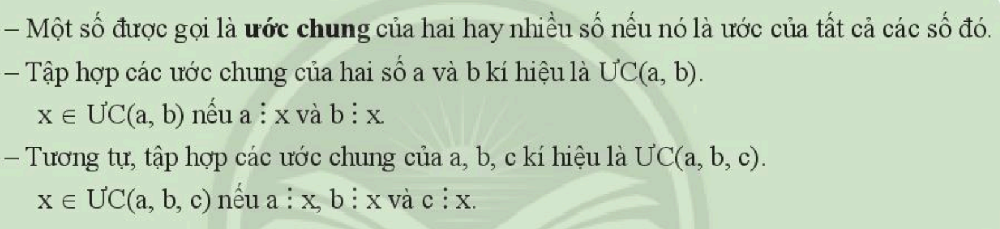 – Một số được gọi là ước chung của hai hay nhiều số nếu nó là ước của tất cả các số đó.
– Tập hợp các ước chung của hai số a và b kí hiệu là ƯC(a, b).
x ∈ ƯC(a, b) nếu a ⋮ x và b ⋮ x.
– Tương tự, tập hợp các ước chung của a, b, c kí hiệu là ƯC(a, b, c).
x ∈ ƯC(a, b, c) nếu a ⋮ x, b ⋮ x và c ⋮ x.